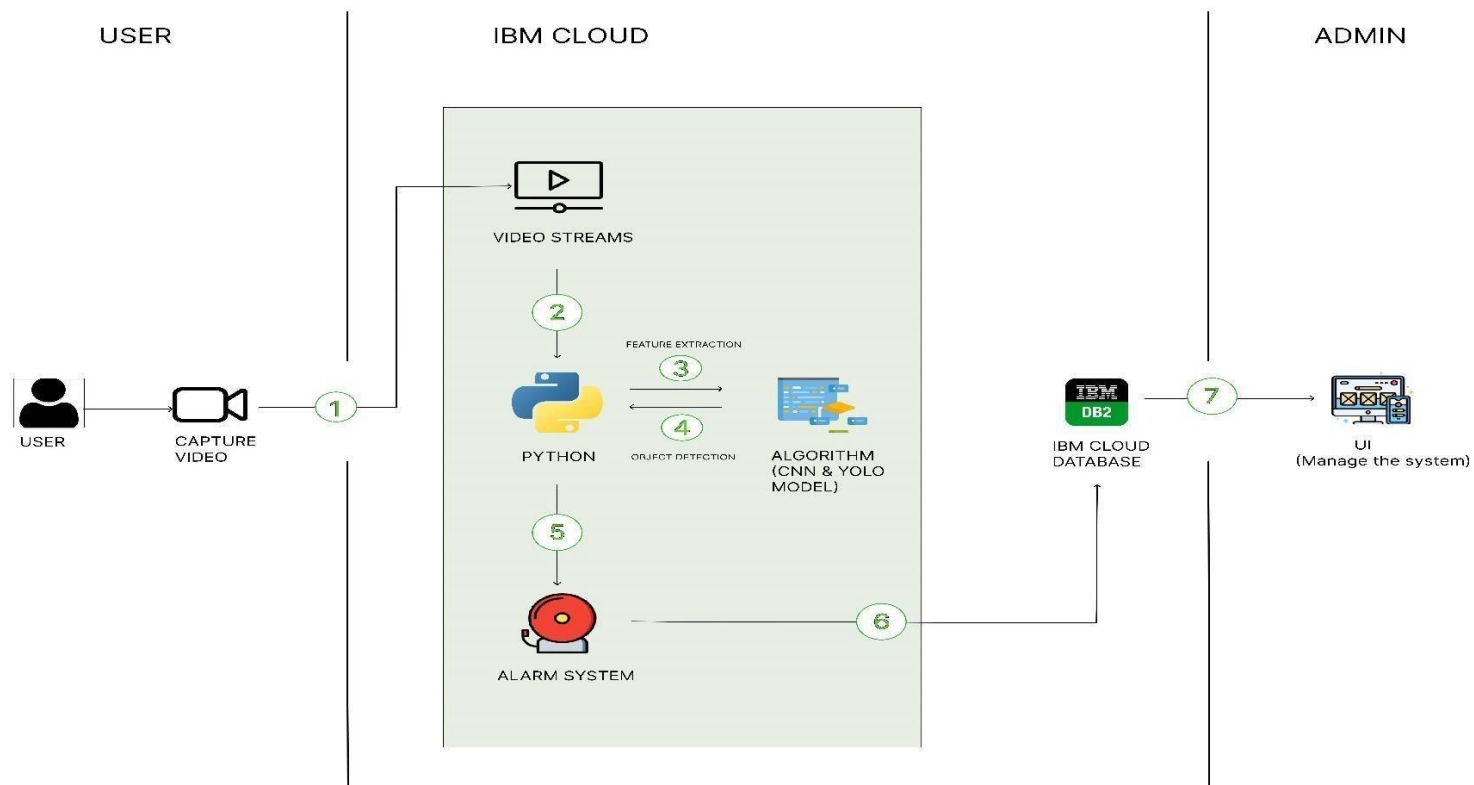 USER
IBM CLOUD
ADMIN
VIDEO STREAMS
2
FEATURE EXTRACTION
3
4
OBJECT DETECTION
PYTHON
ALGORITHM
(CNN & YOLO
MODEL)
USER
CAPTURE
VIDEO
1
5
ALARM SYSTEM
6
IBM
DB2
IBM CLOUD
DATABASE
7
UI
(Manage the system)